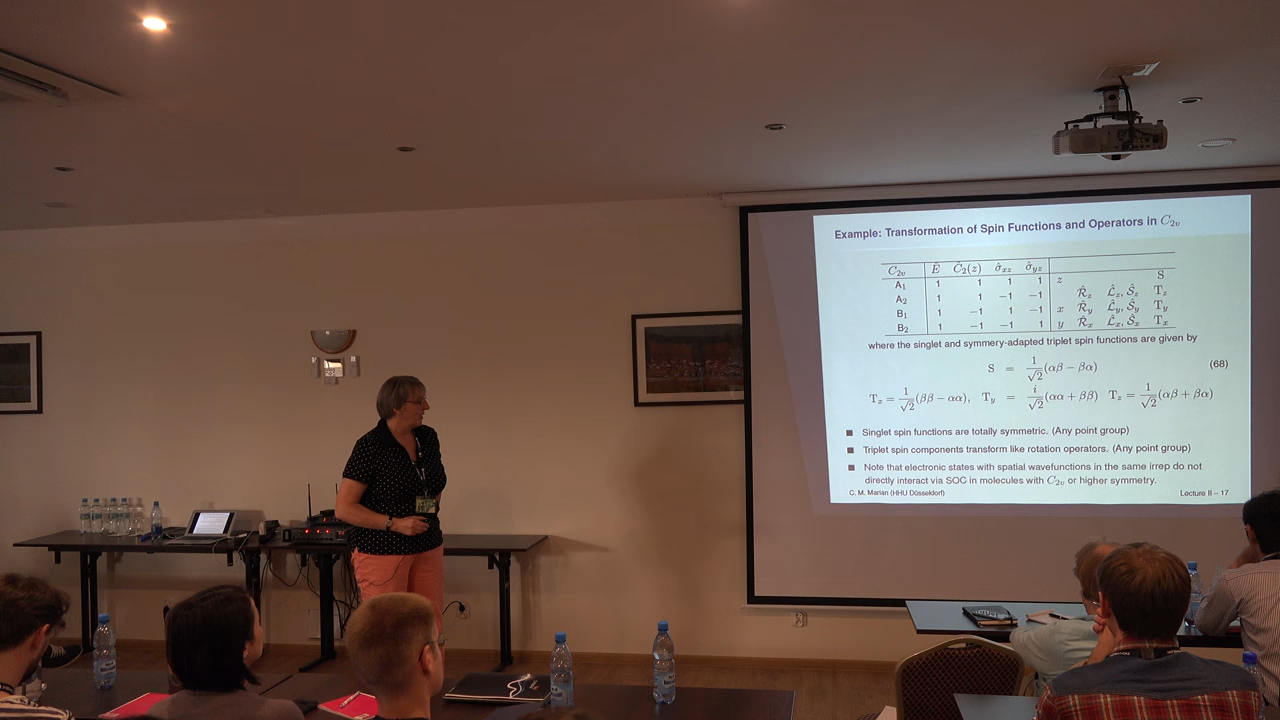 Example: Transformation of Spin Functions and Operators in C₂ᵥ
C₂ᵥ Ê Ĉ₂(z) σ̂xz σ̂yz
A₁ 1 1 1 1 z S
A₂ 1 1 −1 −1 R̂z L̂z, Ŝz Tz
B₁ 1 −1 1 −1 x R̂y L̂y, Ŝy Ty
B₂ 1 −1 −1 1 y R̂x L̂x, Ŝx Tx
where the singlet and symmery-adapted triplet spin functions are given by
S = 1/√2 (αβ − βα) (68)
Tx = 1/√2 (ββ − αα), Ty = i/√2 (αα + ββ) Tz = 1/√2 (αβ + βα)
■ Singlet spin functions are totally symmetric. (Any point group)
■ Triplet spin components transform like rotation operators. (Any point group)
■ Note that electronic states with spatial wavefunctions in the same irrep do not
directly interact via SOC in molecules with C₂ᵥ or higher symmetry.
C. M. Marian (HHU Düsseldorf) Lecture II – 17